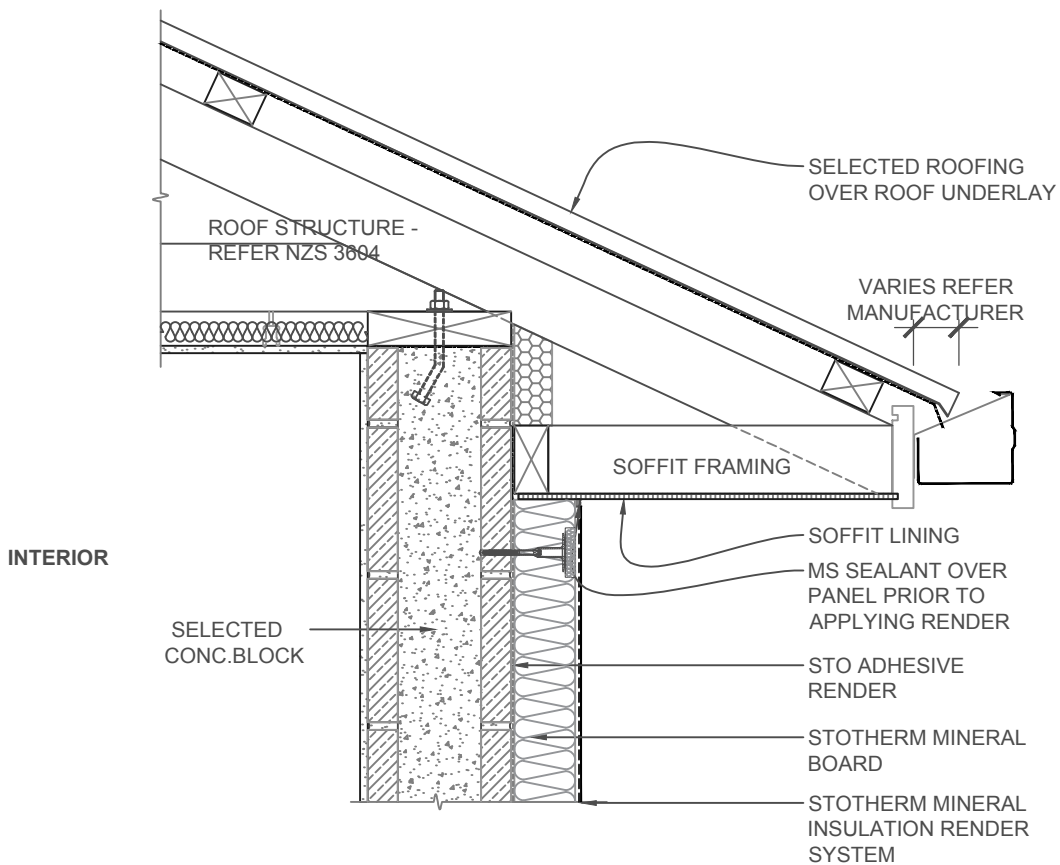 SELECTED ROOFING
OVER ROOF UNDERLAY
ROOF STRUCTURE -
REFER NZS 3604
VARIES REFER
MANUFACTURER
SOFFIT FRAMING
SOFFIT LINING
INTERIOR
MS SEALANT OVER
PANEL PRIOR TO
APPLYING RENDER
SELECTED
CONC.BLOCK
STO ADHESIVE
RENDER
STOTHERM MINERAL
BOARD
STOTHERM MINERAL
INSULATION RENDER
SYSTEM